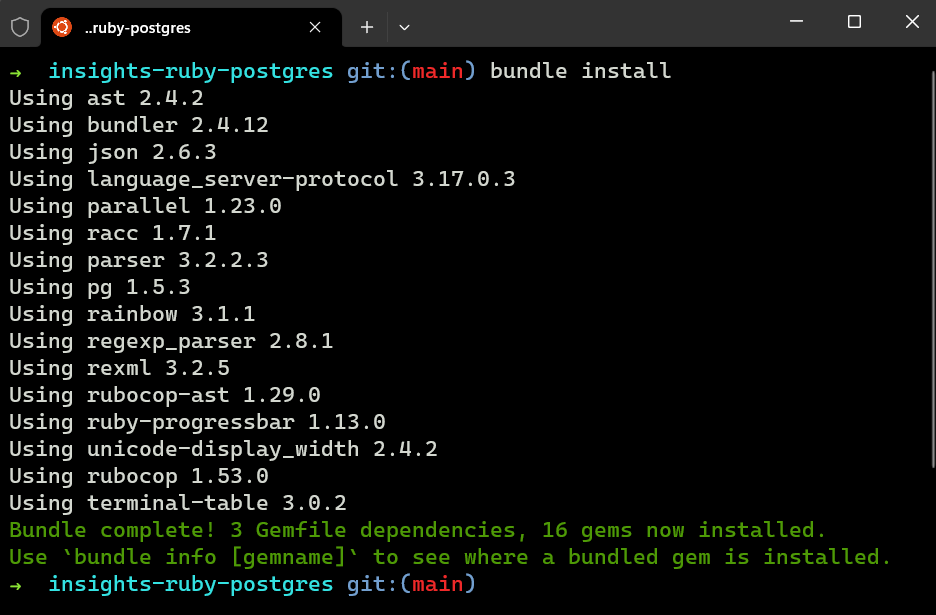 ..ruby-postgres
→ insights-ruby-postgres git:(main) bundle install
Using ast 2.4.2
Using bundler 2.4.12
Using json 2.6.3
Using language_server-protocol 3.17.0.3
Using parallel 1.23.0
Using racc 1.7.1
Using parser 3.2.2.3
Using pg 1.5.3
Using rainbow 3.1.1
Using regexp_parser 2.8.1
Using rexml 3.2.5
Using rubocop-ast 1.29.0
Using ruby-progressbar 1.13.0
Using unicode-display_width 2.4.2
Using rubocop 1.53.0
Using terminal-table 3.0.2
Bundle complete! 3 Gemfile dependencies, 16 gems now installed.
Use `bundle info [gemname]` to see where a bundled gem is installed.
→ insights-ruby-postgres git:(main)